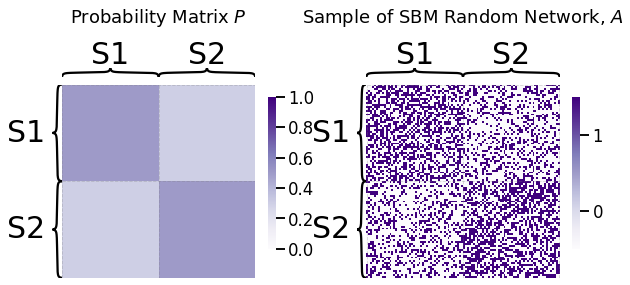 Probability Matrix P
S1 S2
S1
S2
1.0
0.8
0.6
0.4
0.2
0.0
Sample of SBM Random Network, A
S1 S2
S1
S2
1
0